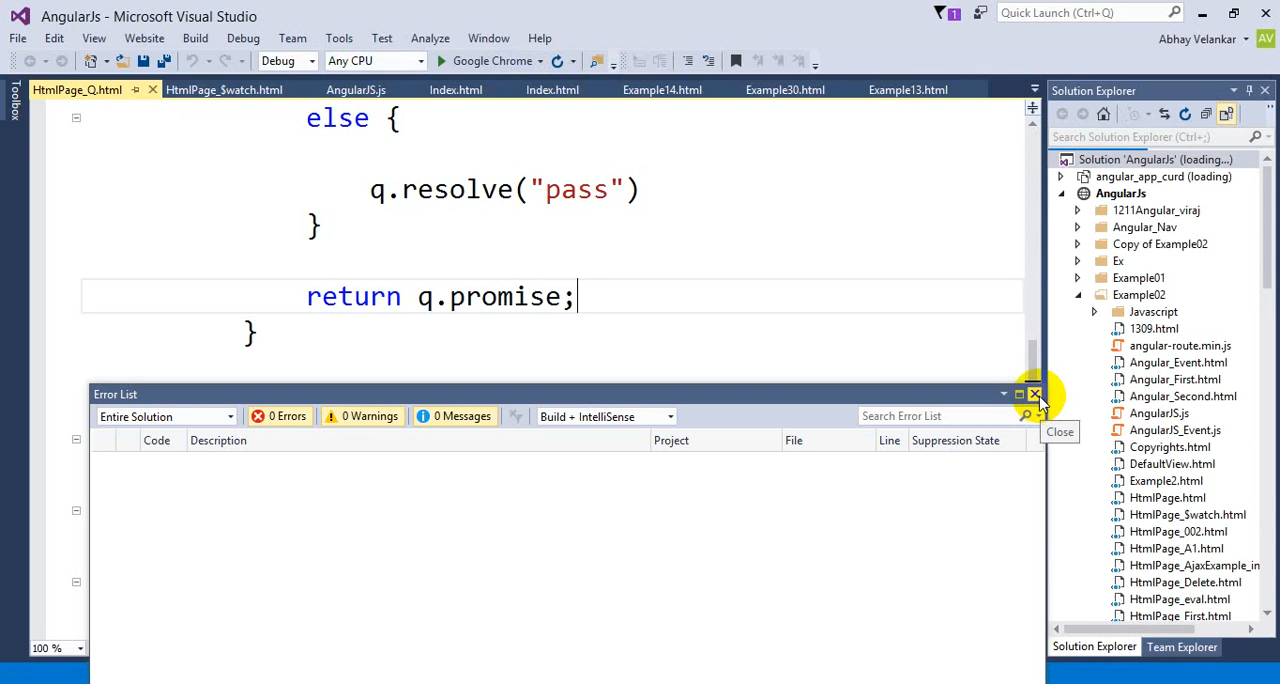 AngularJs - Microsoft Visual Studio
1
Quick Launch (Ctrl+Q)
File Edit View Website Build Debug Team Tools Test Analyze Window Help
Abhay Velankar AV
Debug Any CPU Google Chrome
Toolbox
HtmlPage_Q.html HtmlPage_$watch.html AngularJS.js Index.html Index.html Example14.html Example30.html Example13.html
else {
q.resolve("pass")
}
return q.promise;
}
Error List
Entire Solution 0 Errors 0 Warnings 0 Messages Build + IntelliSense Search Error List
Code Description Project File Line Suppression State
Close
100 %
Solution Explorer
Search Solution Explorer (Ctrl+;)
Solution 'AngularJs' (loading...)
angular_app_curd (loading)
AngularJs
1211Angular_viraj
Angular_Nav
Copy of Example02
Ex
Example01
Example02
Javascript
1309.html
angular-route.min.js
Angular_Event.html
Angular_First.html
Angular_Second.html
AngularJS.js
AngularJS_Event.js
Copyrights.html
DefaultView.html
Example2.html
HtmlPage.html
HtmlPage_$watch.html
HtmlPage_002.html
HtmlPage_A1.html
HtmlPage_AjaxExample_in
HtmlPage_Delete.html
HtmlPage_eval.html
HtmlPage_First.html
Solution Explorer Team Explorer